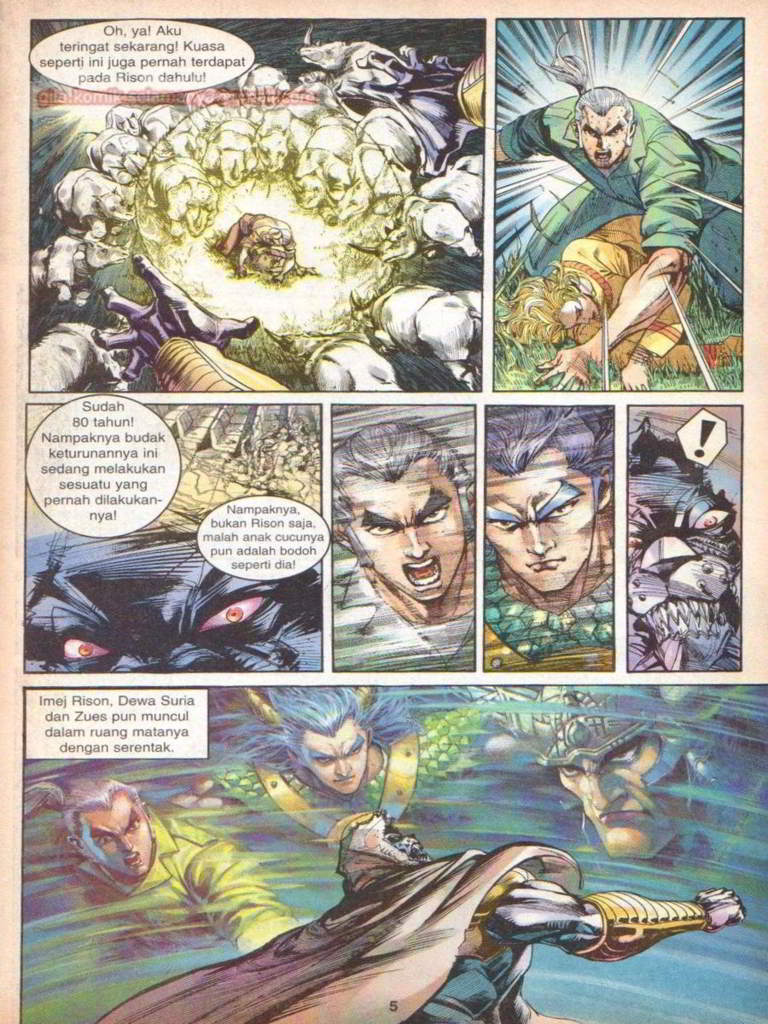 Oh, ya! Aku
teringat sekarang! Kuasa
seperti ini juga pernah terdapat
pada Rison dahulu!
Sudah
80 tahun!
Nampaknya budak
keturunannya ini
sedang melakukan
sesuatu yang
pernah dilakukan-
nya!
Nampaknya,
bukan Rison saja,
malah anak cucunya
pun adalah bodoh
seperti dia!
!
Imej Rison, Dewa Suria
dan Zues pun muncul
dalam ruang matanya
dengan serentak.
5